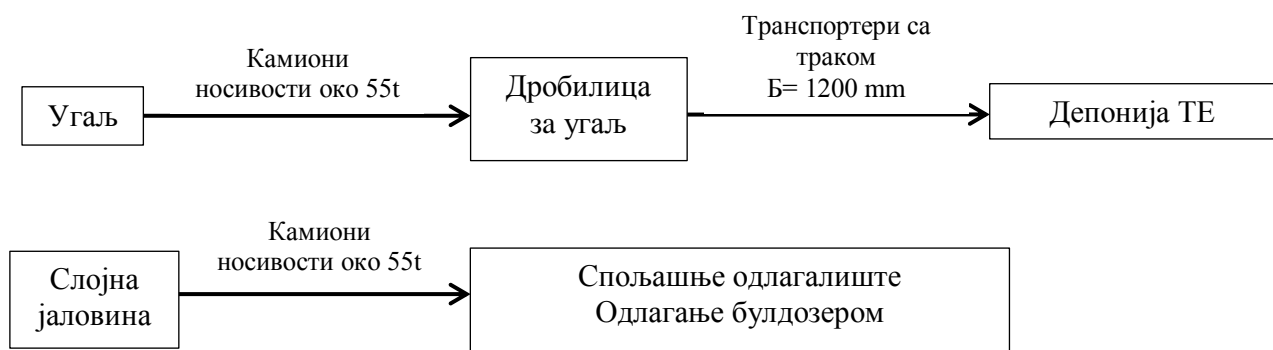 Угаљ
Камиони
носивости око 55t
Дробилица
за угаљ
Транспортери са
траком
Б= 1200 mm
Депонија ТЕ
Слојна
јаловина
Камиони
носивости око 55t
Спољашње одлагалиште
Одлагање булдозером